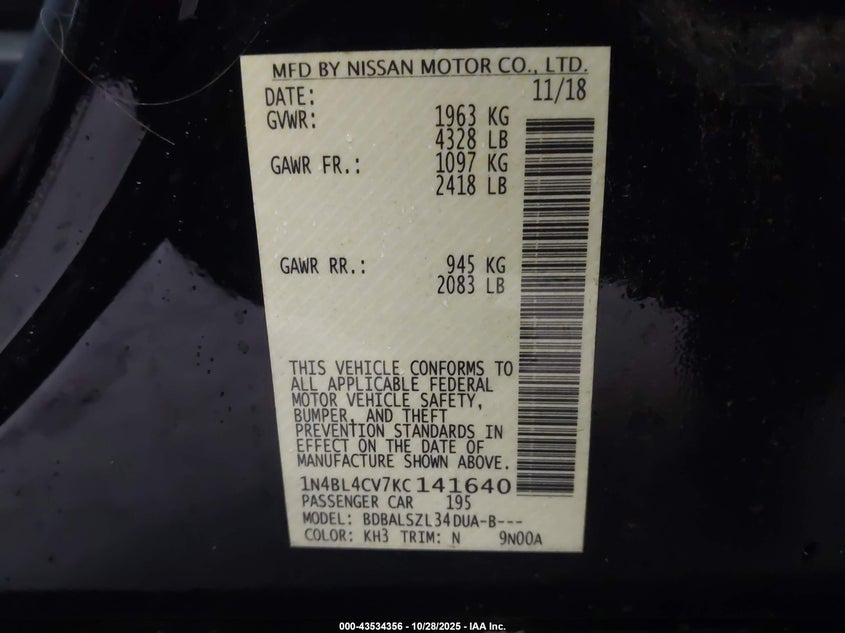 MFD BY NISSAN MOTOR CO., LTD.
DATE: 11/18
GVWR: 1963 KG
4328 LB
GAWR FR.: 1097 KG
2418 LB
GAWR RR.: 945 KG
2083 LB
THIS VEHICLE CONFORMS TO
ALL APPLICABLE FEDERAL
MOTOR VEHICLE SAFETY,
BUMPER, AND THEFT
PREVENTION STANDARDS IN
EFFECT ON THE DATE OF
MANUFACTURE SHOWN ABOVE.
1N4BL4CV7KC141640
PASSENGER CAR 195
MODEL: BDBALSZL34DUA-B---
COLOR: KH3 TRIM: N 9N00A
000-43534356 - 10/28/2025 - IAA Inc.